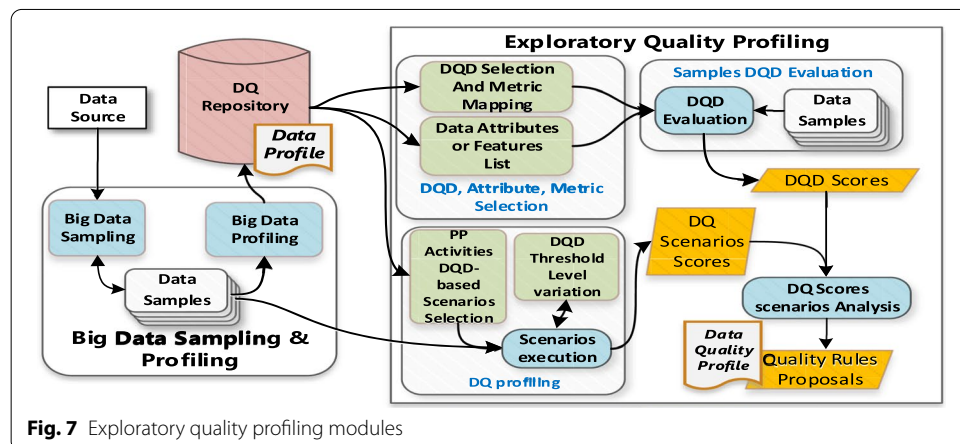 Data
Source
DQ
Repository
Data
Profile
Big Data
Sampling
Big Data
Profiling
Data
Samples
Big Data Sampling &
Profiling
Exploratory Quality Profiling
DQD Selection
And Metric
Mapping
Data Attributes
or Features
List
DQD, Attribute, Metric
Selection
Samples DQD Evaluation
DQD
Evaluation
Data
Samples
DQD Scores
PP
Activities
DQD-
based
Scenarios
Selection
DQD
Threshold
Level
variation
Scenarios
execution
DQ profiling
DQ
Scenarios
Scores
DQ Scores
scenarios Analysis
Data
Quality
Profile
Quality Rules
Proposals
Fig. 7 Exploratory quality profiling modules